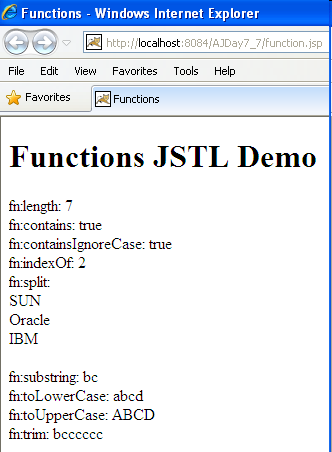 Functions - Windows Internet Explorer
http://localhost:8084/AJDay7_7/function.jsp
File Edit View Favorites Tools Help
Favorites Functions
Functions JSTL Demo
fn:length: 7
fn:contains: true
fn:containsIgnoreCase: true
fn:indexOf: 2
fn:split:
SUN
Oracle
IBM
fn:substring: bc
fn:toLowerCase: abcd
fn:toUpperCase: ABCD
fn:trim: bcccccc